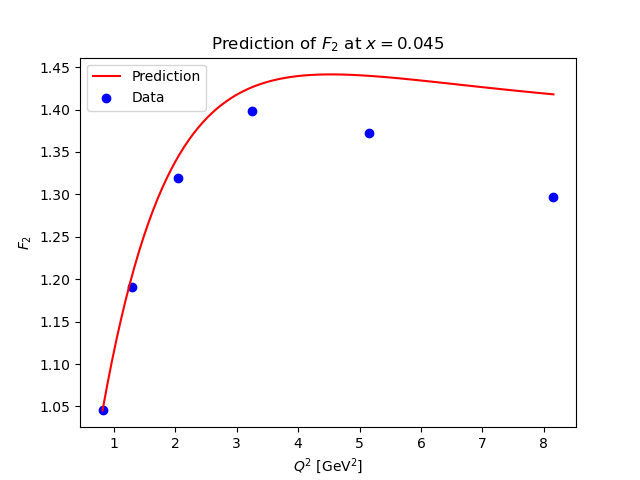 Prediction of F₂ at x = 0.045
Prediction
Data
1.45
1.40
1.35
1.30
1.25
1.20
1.15
1.10
1.05
F₂
1 2 3 4 5 6 7 8
Q² [GeV²]